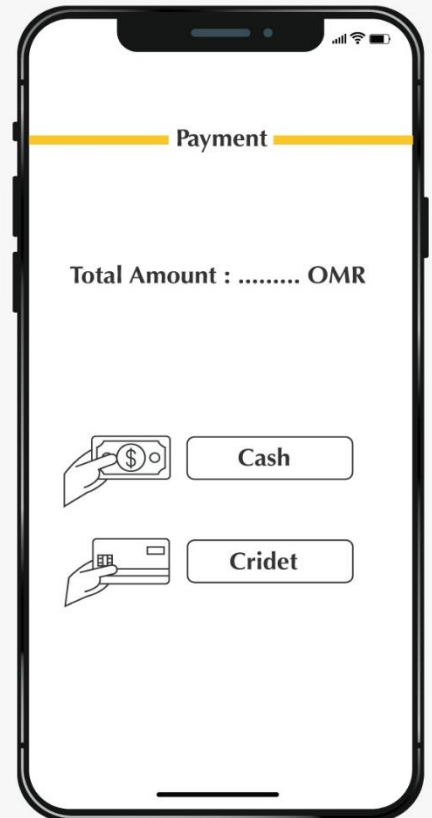 Payment
Total Amount : ......... OMR
$
Cash
Cridet